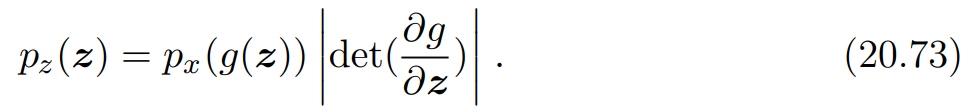 p_z(𝒛) = p_x(g(𝒛)) |det(∂g/∂𝒛)| . (20.73)